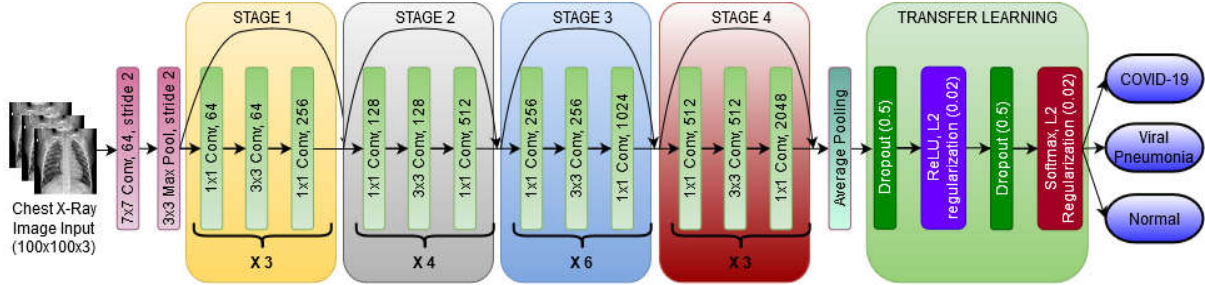 STAGE 1
STAGE 2
STAGE 3
STAGE 4
TRANSFER LEARNING
Chest X-Ray
Image Input
(100x100x3)
7x7 Conv, 64, stride 2
3x3 Max Pool, stride 2
1x1 Conv, 64
3x3 Conv, 64
1x1 Conv, 256
X 3
1x1 Conv, 128
3x3 Conv, 128
1x1 Conv, 512
X 4
1x1 Conv, 256
3x3 Conv, 256
1x1 Conv, 1024
X 6
1x1 Conv, 512
3x3 Conv, 512
1x1 Conv, 2048
X 3
Average Pooling
Dropout (0.5)
ReLU, L2
regularization (0.02)
Dropout (0.5)
Softmax, L2
Regularization (0.02)
COVID-19
Viral
Pneumonia
Normal